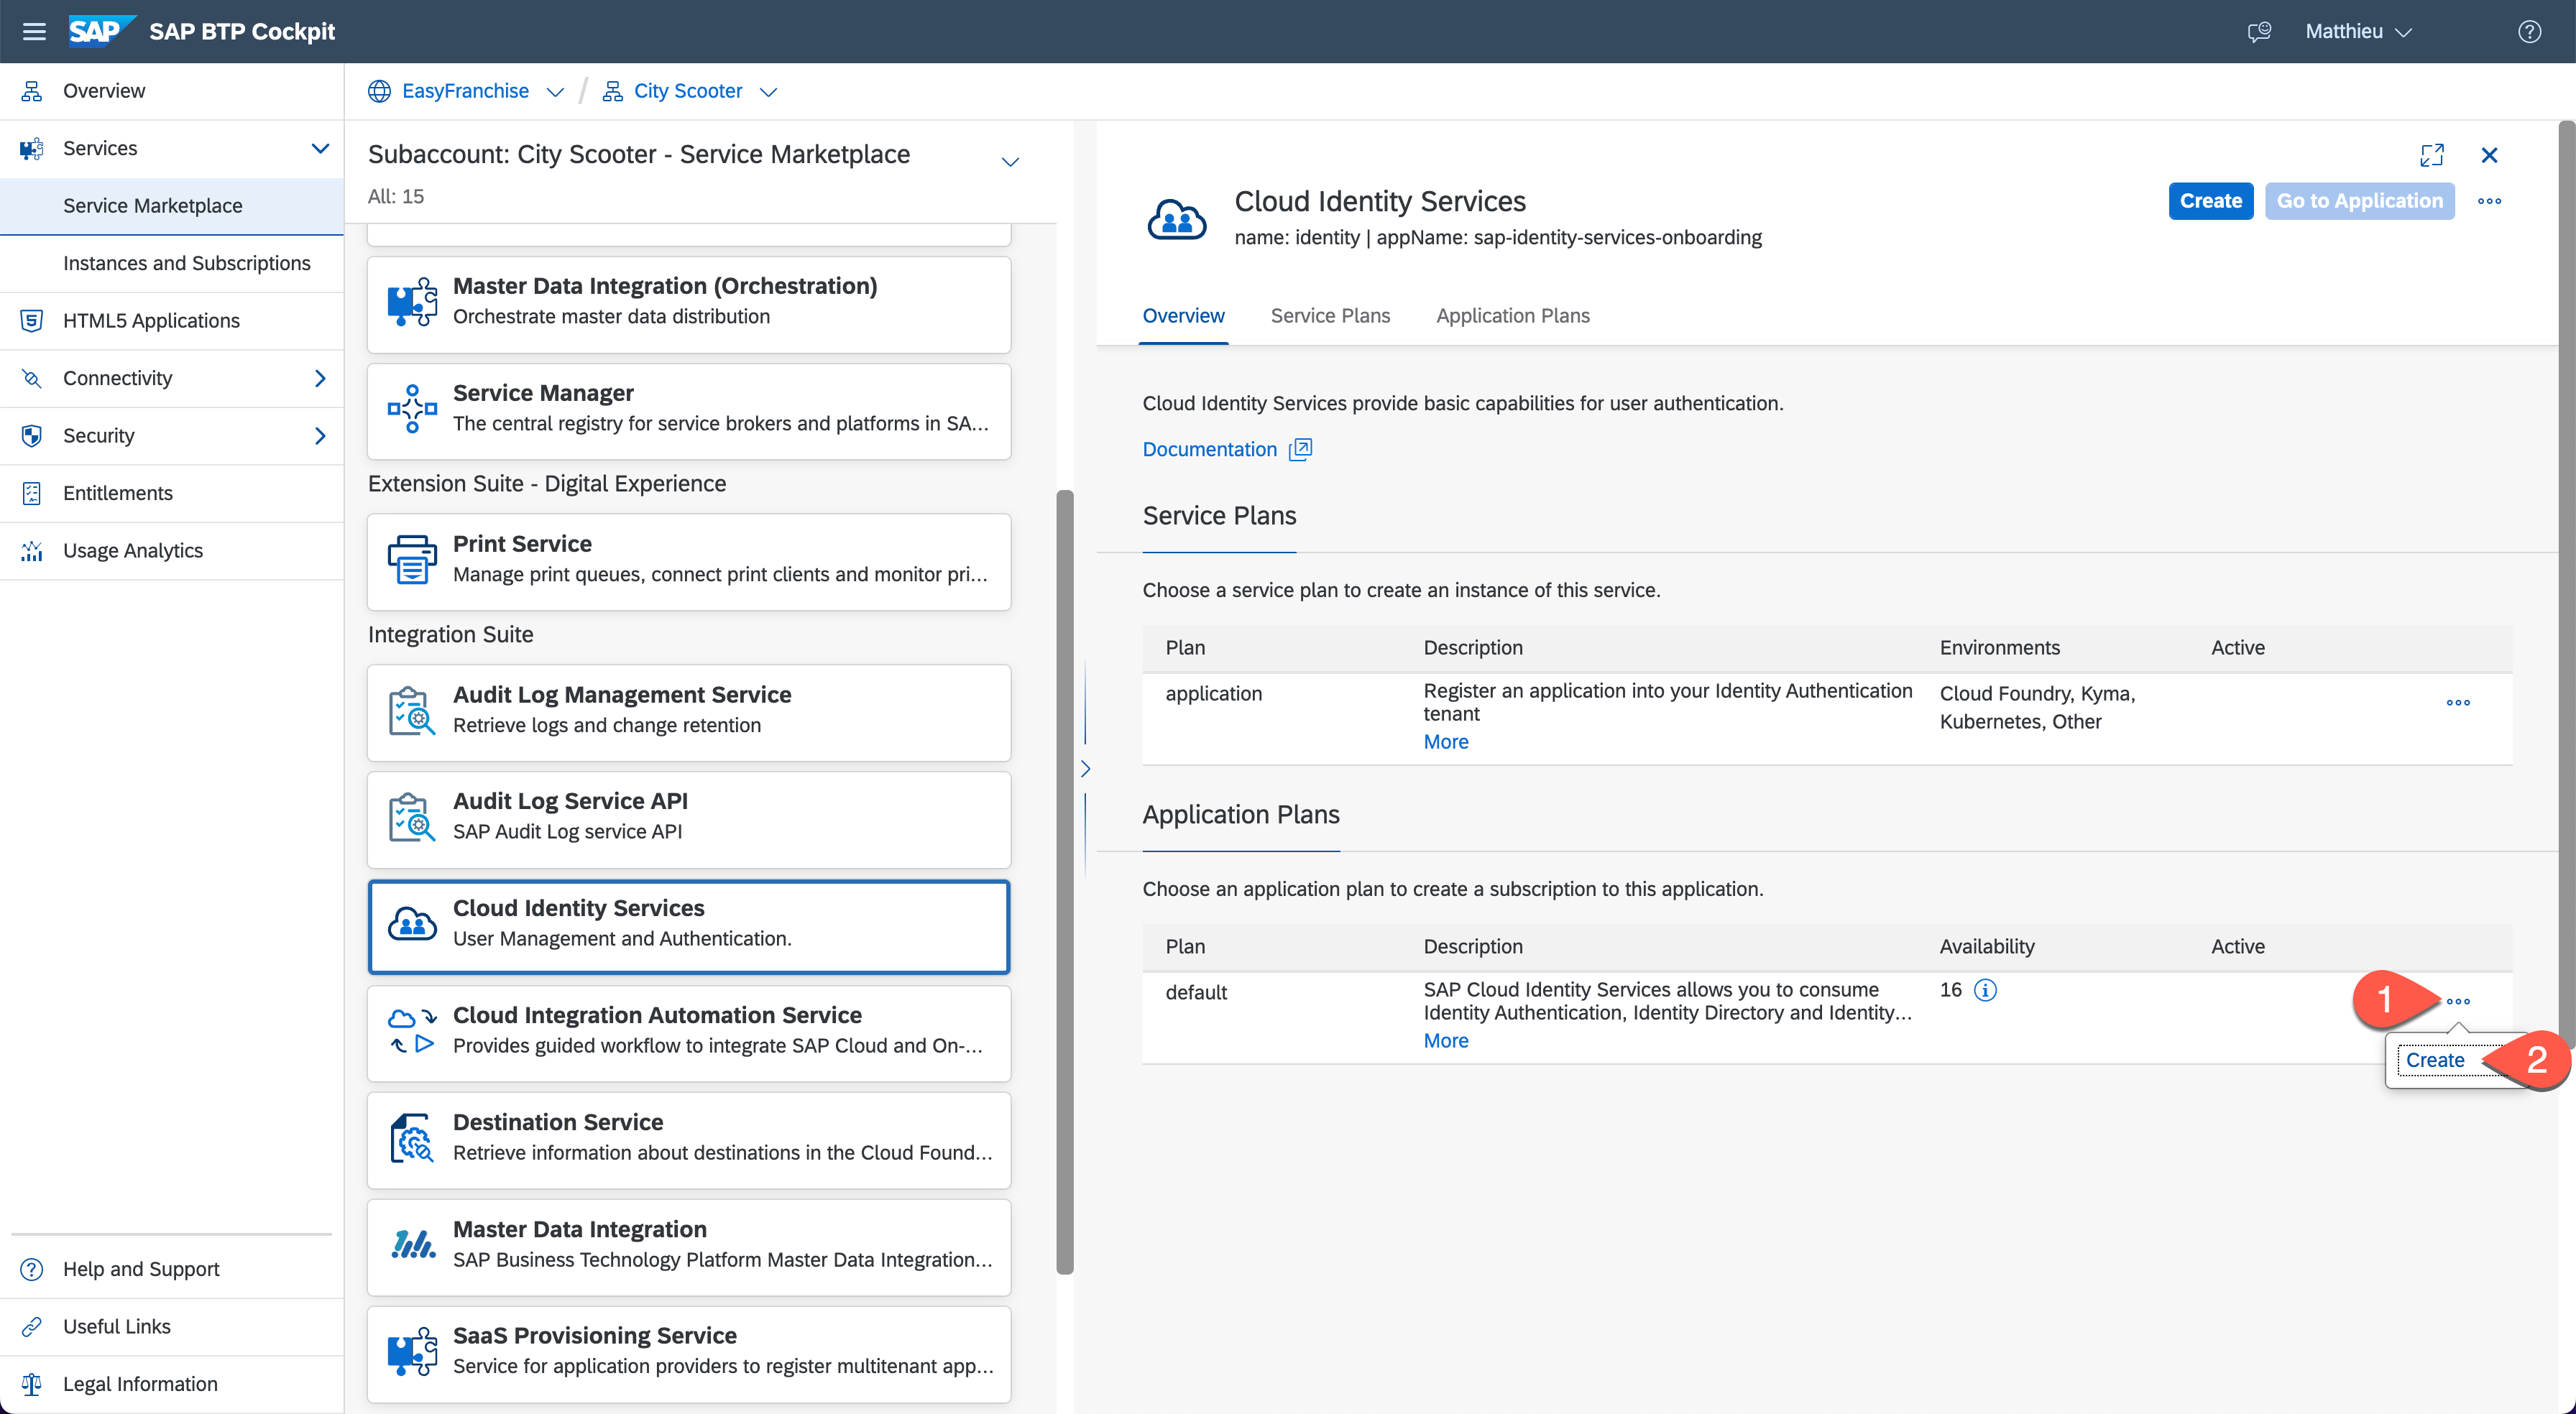 SAP
SAP BTP Cockpit
Matthieu
Overview
Services
Service Marketplace
Instances and Subscriptions
HTML5 Applications
Connectivity
Security
Entitlements
Usage Analytics
Help and Support
Useful Links
Legal Information
EasyFranchise / City Scooter
Subaccount: City Scooter - Service Marketplace
All: 15
Master Data Integration (Orchestration)
Orchestrate master data distribution
Service Manager
The central registry for service brokers and platforms in SA...
Extension Suite - Digital Experience
Print Service
Manage print queues, connect print clients and monitor pri...
Integration Suite
Audit Log Management Service
Retrieve logs and change retention
Audit Log Service API
SAP Audit Log service API
Cloud Identity Services
User Management and Authentication.
Cloud Integration Automation Service
Provides guided workflow to integrate SAP Cloud and On-...
Destination Service
Retrieve information about destinations in the Cloud Found...
Master Data Integration
SAP Business Technology Platform Master Data Integration...
SaaS Provisioning Service
Service for application providers to register multitenant app...
Cloud Identity Services
name: identity | appName: sap-identity-services-onboarding
Create
Go to Application
Overview
Service Plans
Application Plans
Cloud Identity Services provide basic capabilities for user authentication.
Documentation
Service Plans
Choose a service plan to create an instance of this service.
Plan Description Environments Active
application
Register an application into your Identity Authentication
tenant
More
Cloud Foundry, Kyma,
Kubernetes, Other
Application Plans
Choose an application plan to create a subscription to this application.
Plan Description Availability Active
default
SAP Cloud Identity Services allows you to consume
Identity Authentication, Identity Directory and Identity...
More
16
1
Create
2